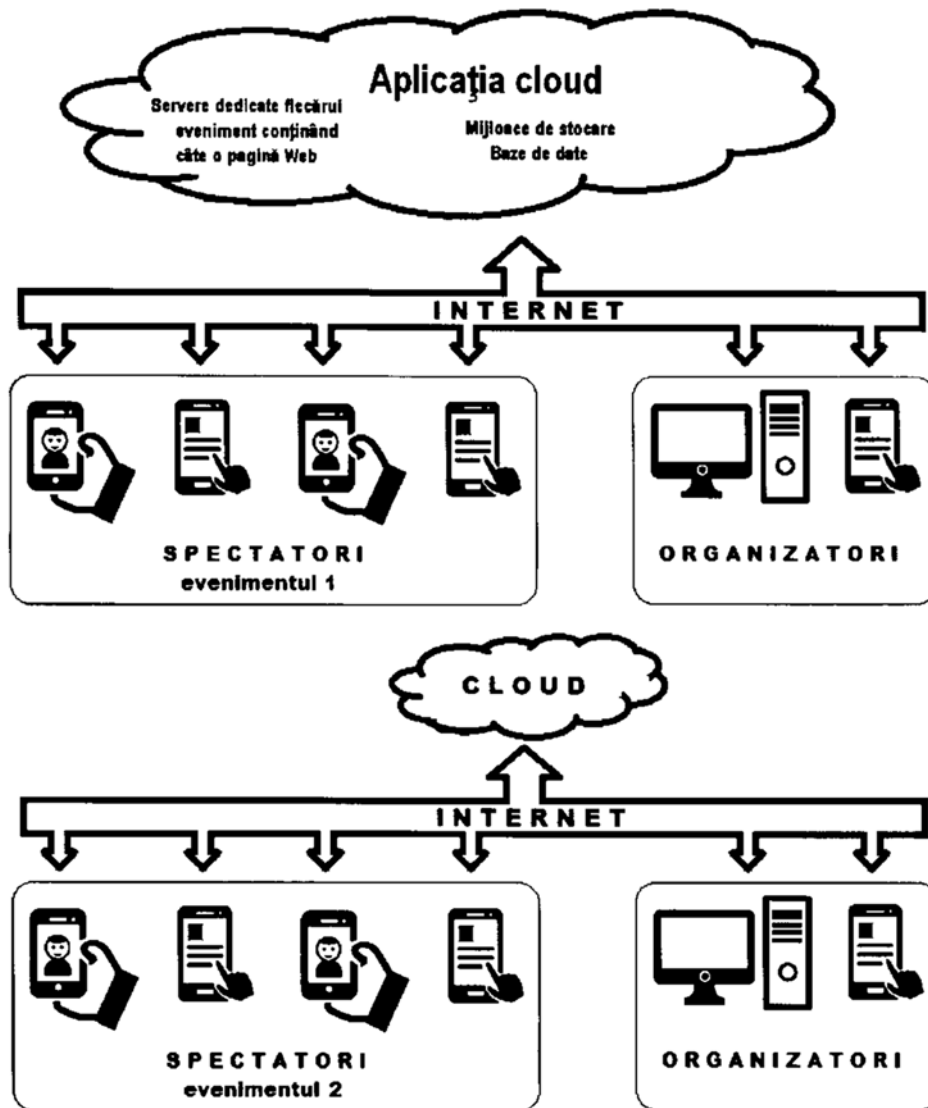 Aplicaţia cloud
Servere dedicate fiecărui
eveniment conţinând
câte o pagină Web
Mijloace de stocare
Baze de date
INTERNET
SPECTATORI
evenimentul 1
ORGANIZATORI
CLOUD
INTERNET
SPECTATORI
evenimentul 2
ORGANIZATORI